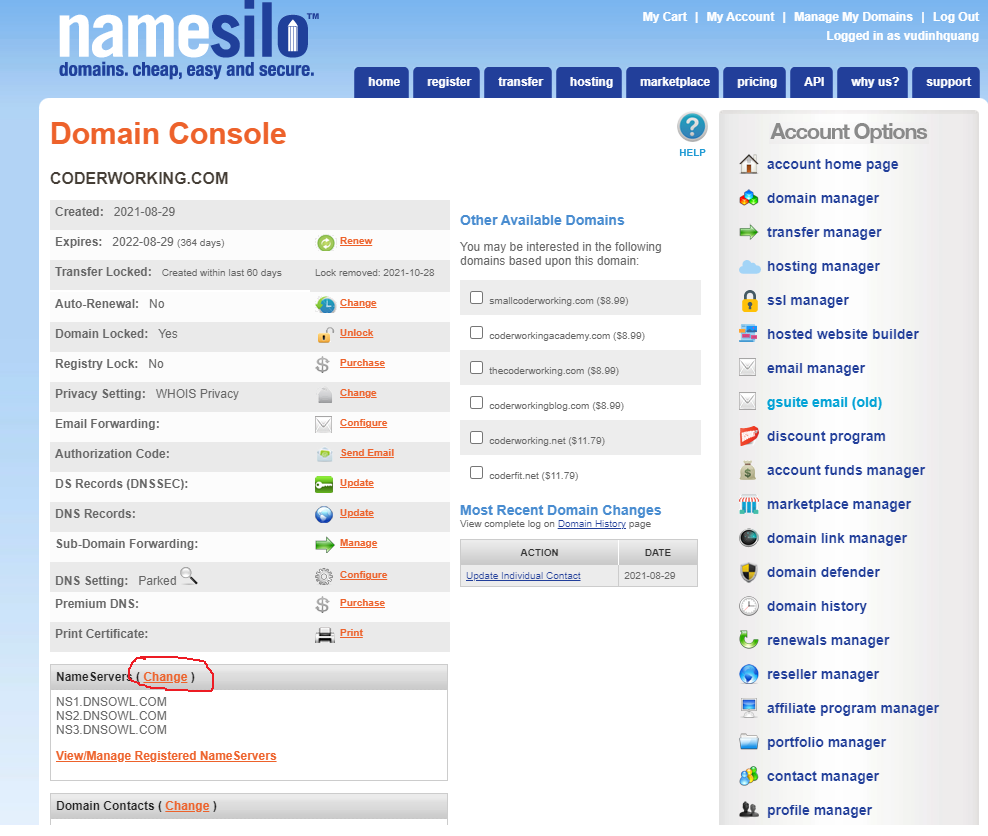 namesilo™
domains. cheap, easy and secure.
My Cart | My Account | Manage My Domains | Log Out
Logged in as vudinhquang
home register transfer hosting marketplace pricing API why us? support
Domain Console
HELP
CODERWORKING.COM
Created: 2021-08-29
Expires: 2022-08-29 (364 days) Renew
Transfer Locked: Created within last 60 days Lock removed: 2021-10-28
Auto-Renewal: No Change
Domain Locked: Yes Unlock
Registry Lock: No Purchase
Privacy Setting: WHOIS Privacy Change
Email Forwarding: Configure
Authorization Code: Send Email
DS Records (DNSSEC): Update
DNS Records: Update
Sub-Domain Forwarding: Manage
DNS Setting: Parked Configure
Premium DNS: Purchase
Print Certificate: Print
NameServers ( Change )
NS1.DNSOWL.COM
NS2.DNSOWL.COM
NS3.DNSOWL.COM
View/Manage Registered NameServers
Domain Contacts ( Change )
Other Available Domains
You may be interested in the following
domains based upon this domain:
smallcoderworking.com ($8.99)
coderworkingacademy.com ($8.99)
thecoderworking.com ($8.99)
coderworkingblog.com ($8.99)
coderworking.net ($11.79)
coderfit.net ($11.79)
Most Recent Domain Changes
View complete log on Domain History page
ACTION DATE
Update Individual Contact 2021-08-29
Account Options
account home page
domain manager
transfer manager
hosting manager
ssl manager
hosted website builder
email manager
gsuite email (old)
discount program
account funds manager
marketplace manager
domain link manager
domain defender
domain history
renewals manager
reseller manager
affiliate program manager
portfolio manager
contact manager
profile manager